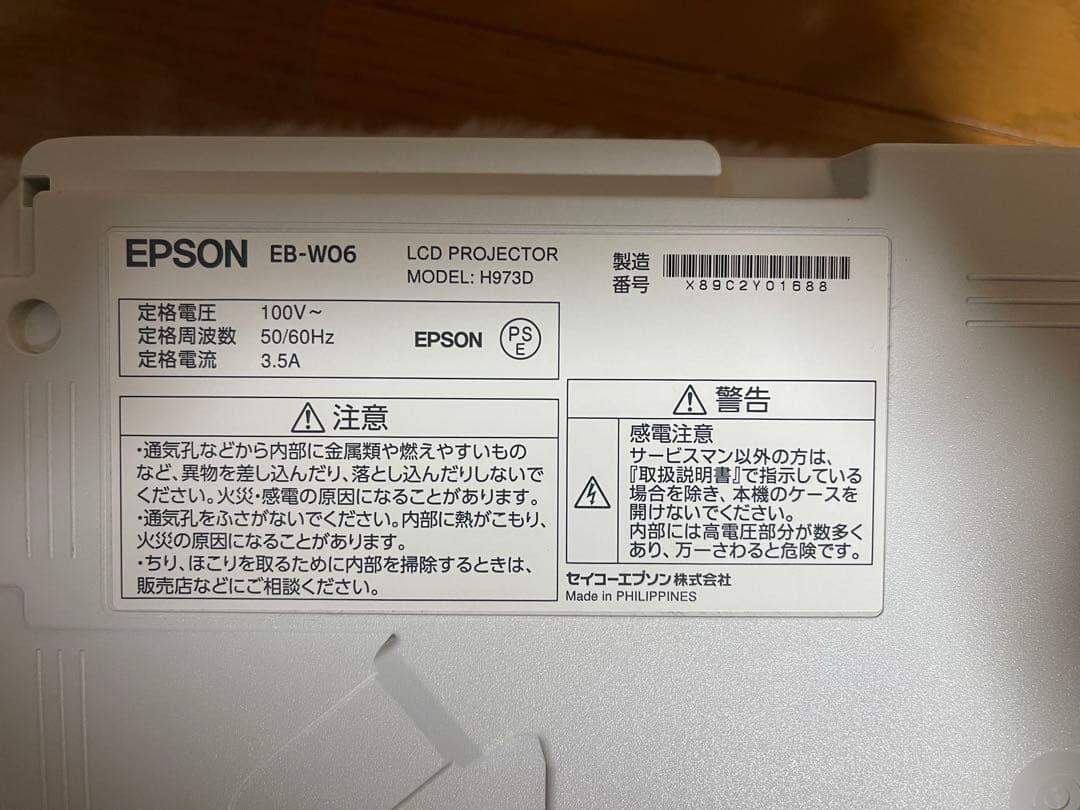 EPSON EB-W06 LCD PROJECTOR
MODEL: H973D
製造
番号
X89C2Y01688
定格電圧 100V~
定格周波数 50/60Hz
定格電流 3.5A
EPSON
PS
E
注意
・通気孔などから内部に金属類や燃えやすいもの
など、異物を差し込んだり、落とし込んだりしないで
ください。火災・感電の原因になることがあります。
・通気孔をふさがないでください。内部に熱がこもり、
火災の原因になることがあります。
・ちり、ほこりを取るために内部を掃除するときは、
販売店などにご相談ください。
警告
感電注意
サービスマン以外の方は、
『取扱説明書』で指示している
場合を除き、本機のケースを
開けないでください。
内部には高電圧部分が数多く
あり、万一さわると危険です。
セイコーエプソン株式会社
Made in PHILIPPINES